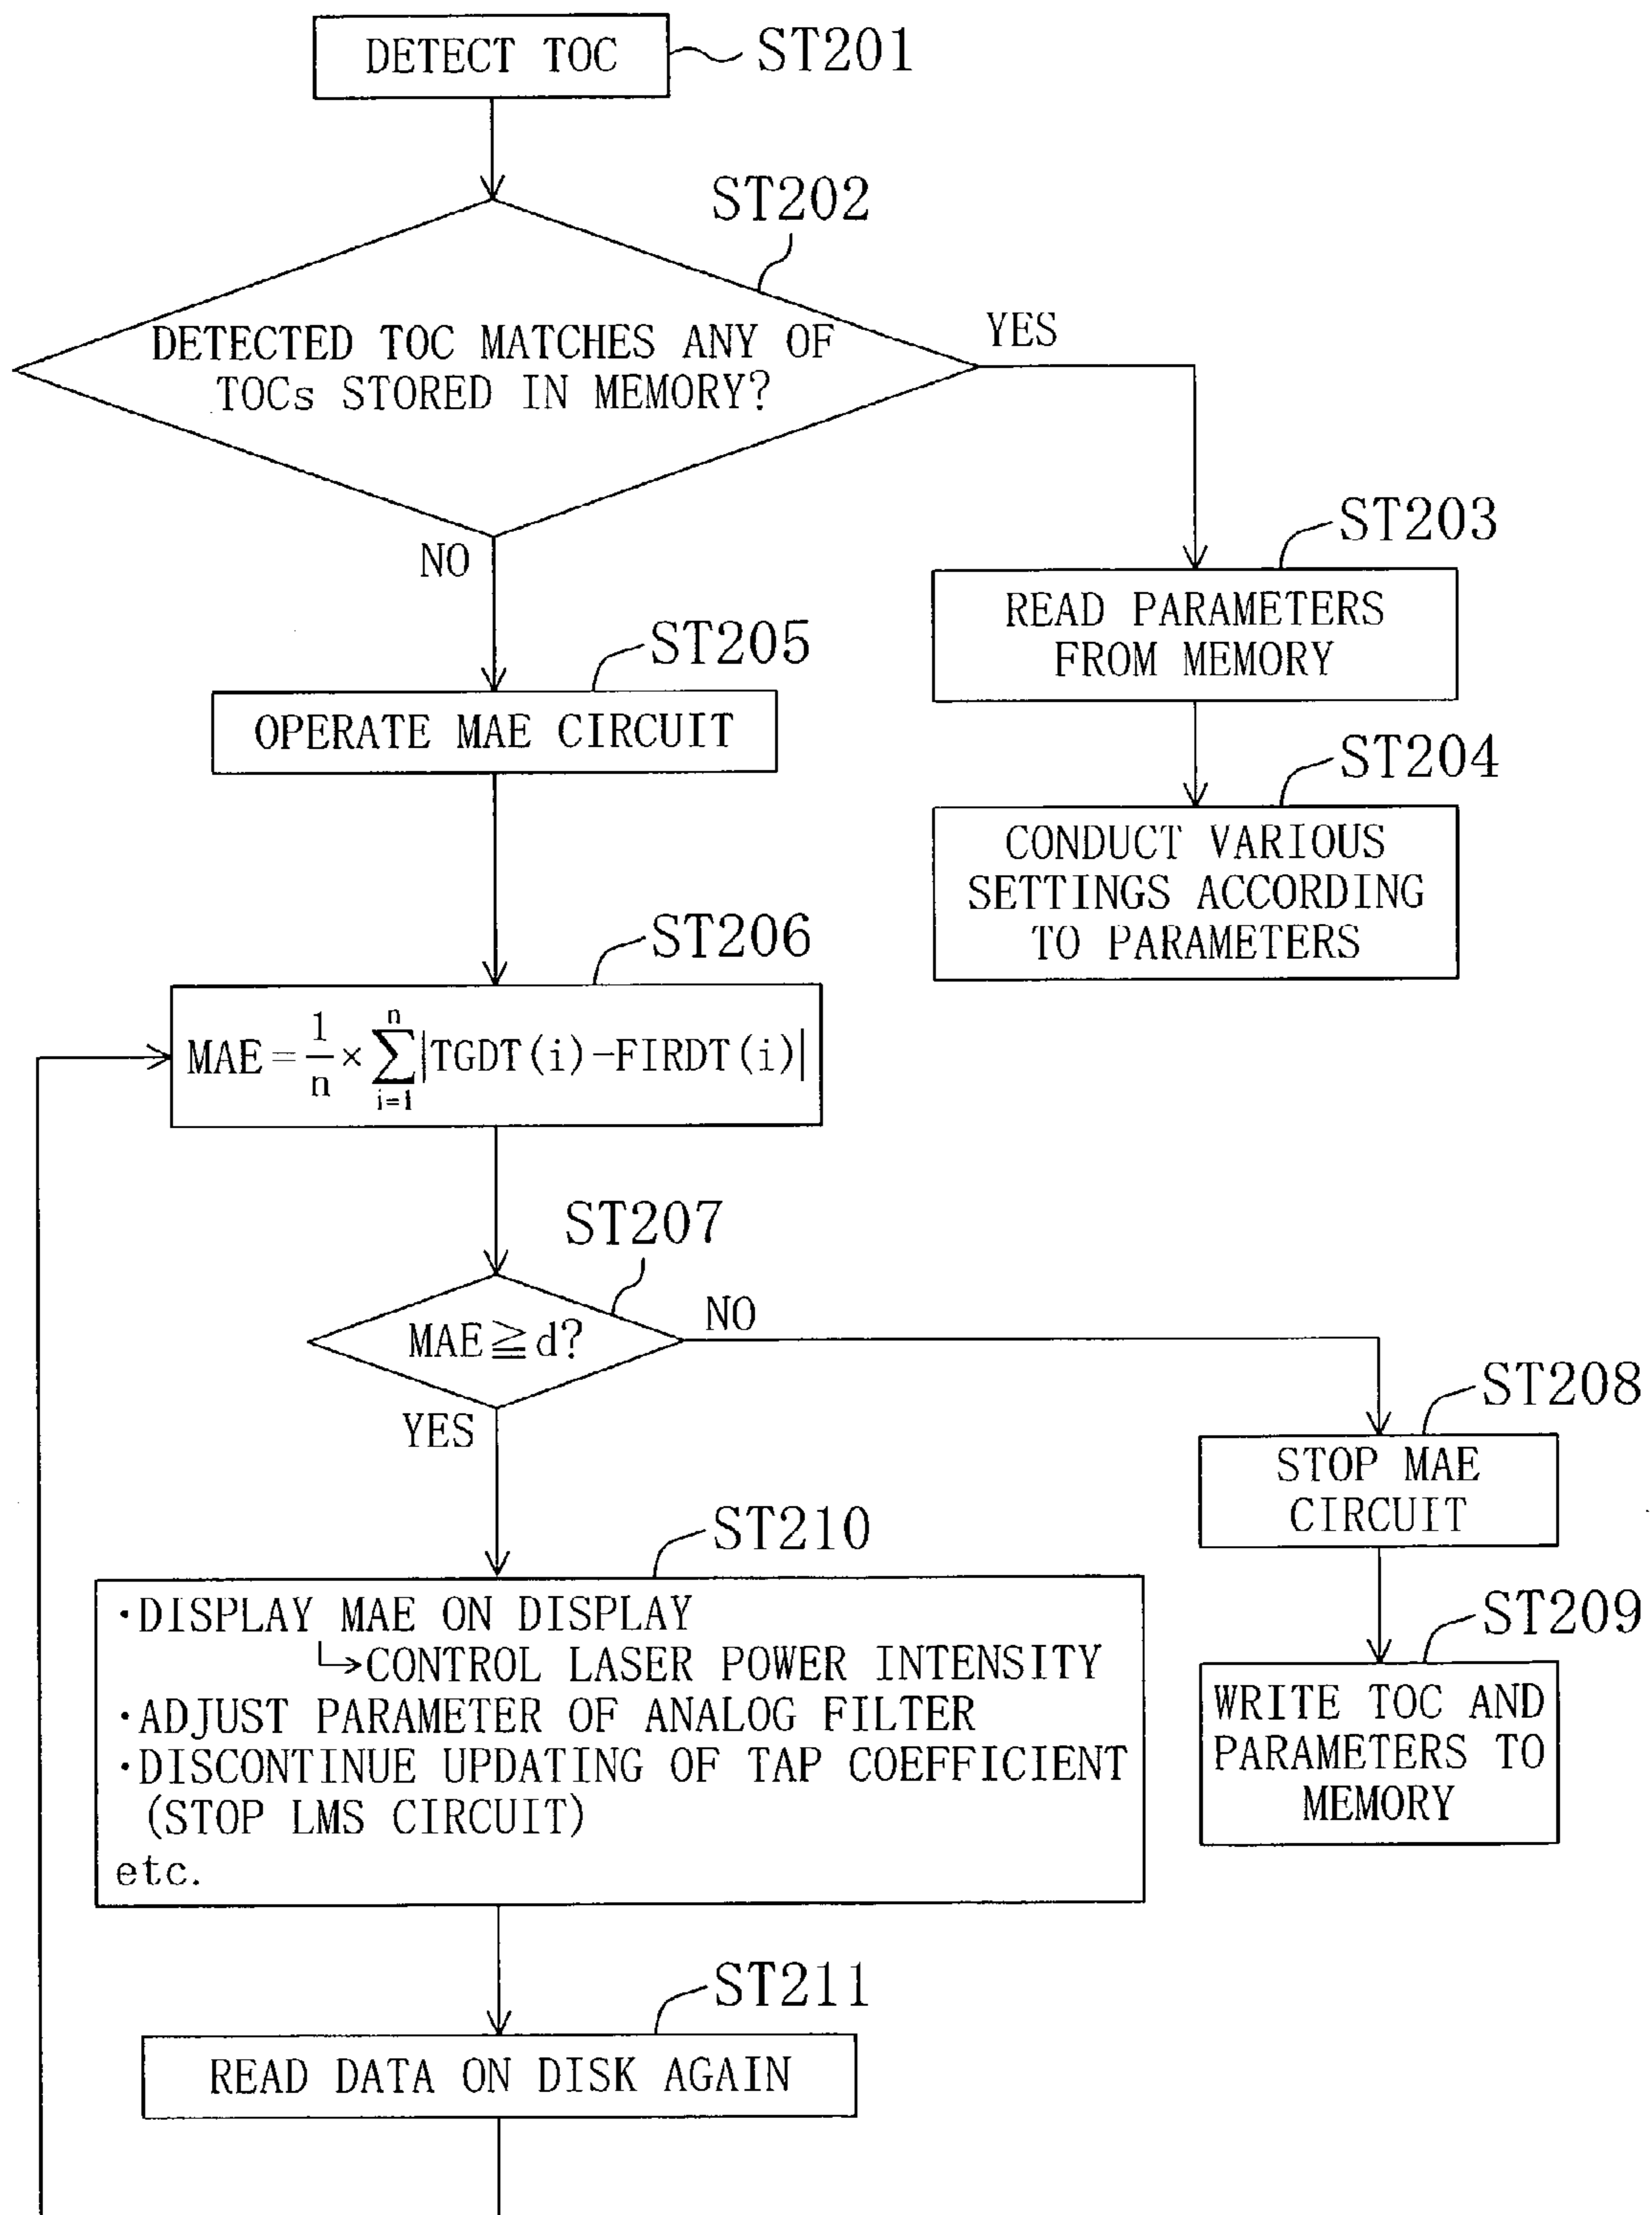 DETECT TOC
ST201
ST202
DETECTED TOC MATCHES ANY OF
TOCs STORED IN MEMORY?
YES
NO
ST203
READ PARAMETERS
FROM MEMORY
ST205
OPERATE MAE CIRCUIT
ST204
CONDUCT VARIOUS
SETTINGS ACCORDING
TO PARAMETERS
ST206
MAE = 1/n × ∑_{i=1}^{n} |TGDT(i)-FIRDT(i)|
ST207
MAE ≧ d?
NO
YES
ST208
STOP MAE
CIRCUIT
ST210
·DISPLAY MAE ON DISPLAY
↳CONTROL LASER POWER INTENSITY
·ADJUST PARAMETER OF ANALOG FILTER
·DISCONTINUE UPDATING OF TAP COEFFICIENT
(STOP LMS CIRCUIT)
etc.
ST209
WRITE TOC AND
PARAMETERS TO
MEMORY
ST211
READ DATA ON DISK AGAIN